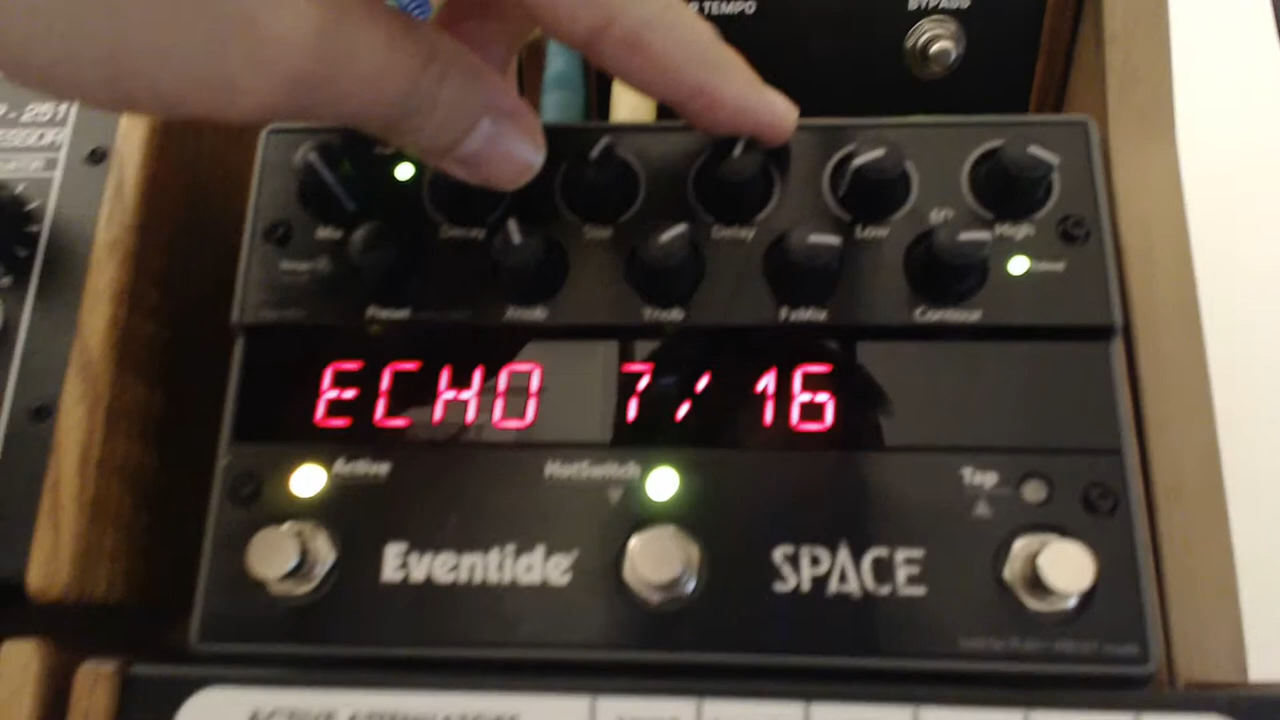 TEMPO
BYPASS
- 251
Mix
Decay
Size
Delay
Low
High
Preset
Xnob
Ynob
FxMix
Contour
ECHO 7/ 16
Active
HotSwitch
Tap
Eventide
SPACE